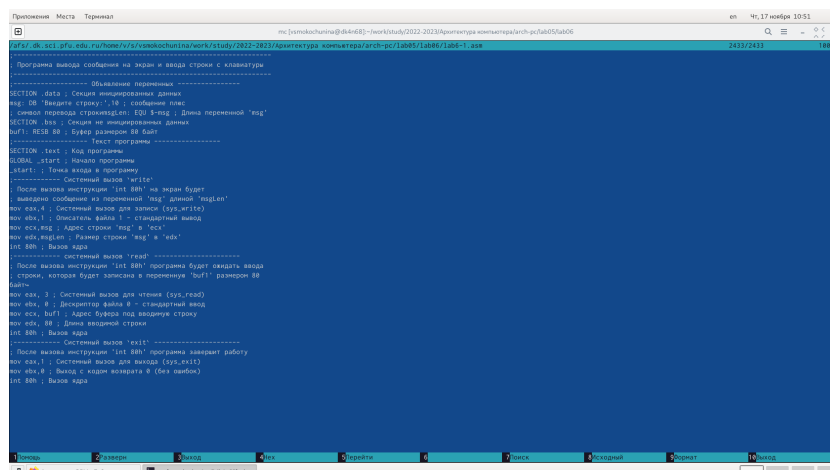 Приложения Места Терминал en Чт, 17 ноября 10:51
mc [vsmokochunina@dk4n68]:~/work/study/2022-2023/Архитектура компьютера/arch-pc/lab05/lab06
/afs/.dk.sci.pfu.edu.ru/home/v/s/vsmokochunina/work/study/2022-2023/Архитектура компьютера/arch-pc/lab05/lab06/lab6-1.asm 2433/2433 100
;------------------------------------------------------------------
; Программа вывода сообщения на экран и ввода строки с клавиатуры
;------------------------------------------------------------------
;------------------- Объявление переменных ----------------
SECTION .data ; Секция инициированных данных
msg: DB 'Введите строку:',10 ; сообщение плюс
; символ перевода строкиmsgLen: EQU $-msg ; Длина переменной 'msg'
SECTION .bss ; Секция не инициированных данных
buf1: RESB 80 ; Буфер размером 80 байт
;------------------- Текст программы -----------------
SECTION .text ; Код программы
GLOBAL _start ; Начало программы
_start: ; Точка входа в программу
;------------ Системный вызов `write`
; После вызова инструкции 'int 80h' на экран будет
; выведено сообщение из переменной 'msg' длиной 'msgLen'
mov eax,4 ; Системный вызов для записи (sys_write)
mov ebx,1 ; Описатель файла 1 - стандартный вывод
mov ecx,msg ; Адрес строки 'msg' в 'ecx'
mov edx,msgLen ; Размер строки 'msg' в 'edx'
int 80h ; Вызов ядра
;------------ системный вызов `read` ----------------------
; После вызова инструкции 'int 80h' программа будет ожидать ввода
; строки, которая будет записана в переменную 'buf1' размером 80
байт¬
mov eax, 3 ; Системный вызов для чтения (sys_read)
mov ebx, 0 ; Дескриптор файла 0 - стандартный ввод
mov ecx, buf1 ; Адрес буфера под вводимую строку
mov edx, 80 ; Длина вводимой строки
int 80h ; Вызов ядра
;------------ Системный вызов `exit` ----------------------
; После вызова инструкции 'int 80h' программа завершит работу
mov eax,1 ; Системный вызов для выхода (sys_exit)
mov ebx,0 ; Выход с кодом возврата 0 (без ошибок)
int 80h ; Вызов ядра
1Помощь 2Разверн 3Выход 4Hex 5Перейти 6 7Поиск 8Исходный 9Формат 10Выход